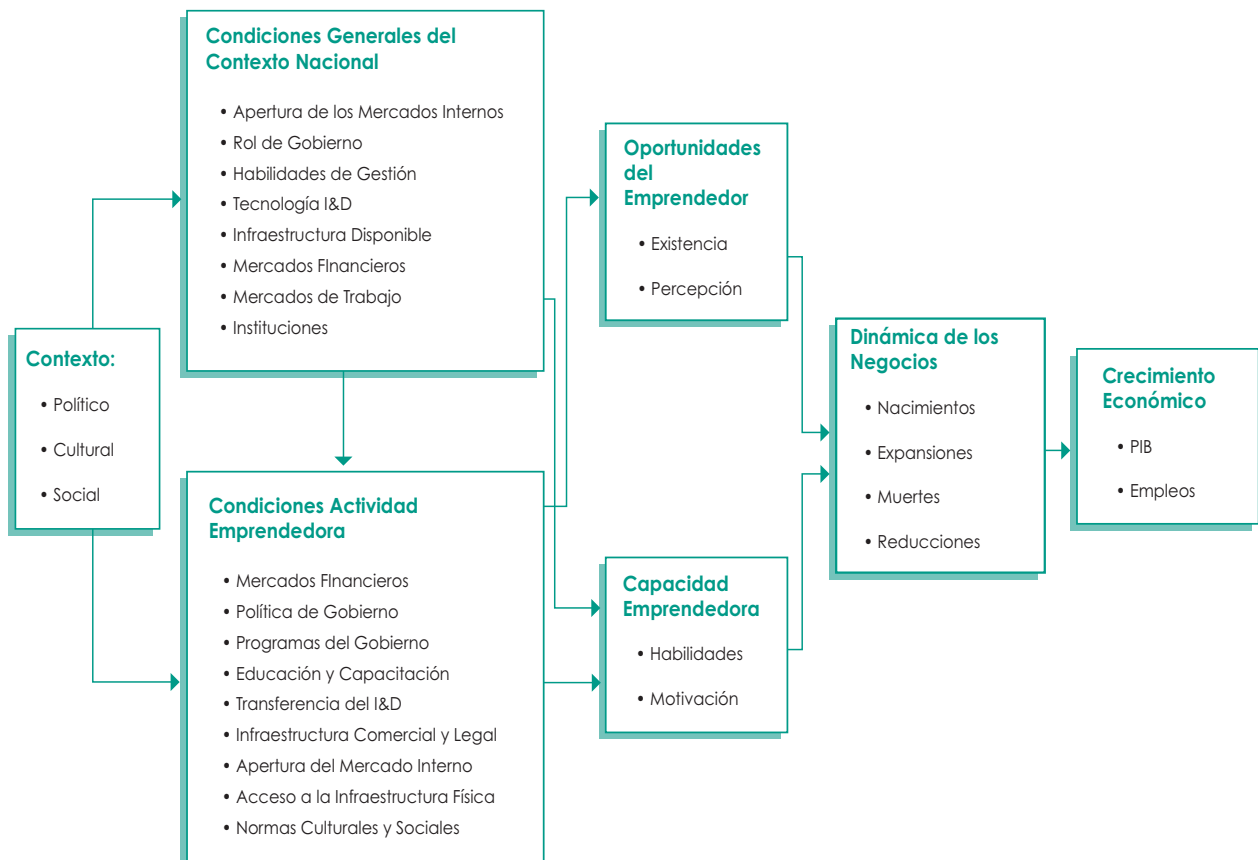 Contexto:
• Político
• Cultural
• Social
Condiciones Generales del
Contexto Nacional
• Apertura de los Mercados Internos
• Rol de Gobierno
• Habilidades de Gestión
• Tecnología I&D
• Infraestructura Disponible
• Mercados FInancieros
• Mercados de Trabajo
• Instituciones
Condiciones Actividad
Emprendedora
• Mercados FInancieros
• Política de Gobierno
• Programas del Gobierno
• Educación y Capacitación
• Transferencia del I&D
• Infraestructura Comercial y Legal
• Apertura del Mercado Interno
• Acceso a la Infraestructura Física
• Normas Culturales y Sociales
Oportunidades
del
Emprendedor
• Existencia
• Percepción
Capacidad
Emprendedora
• Habilidades
• Motivación
Dinámica de los
Negocios
• Nacimientos
• Expansiones
• Muertes
• Reducciones
Crecimiento
Económico
• PIB
• Empleos